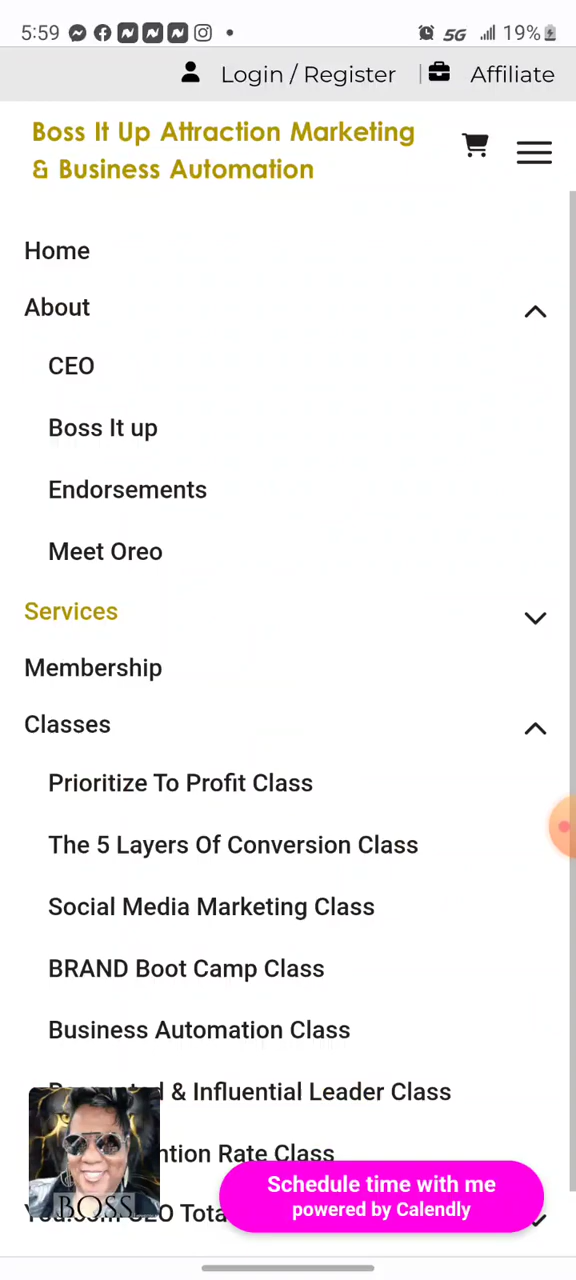 5:59
5G
19%
Login / Register
Affiliate
Boss It Up Attraction Marketing
& Business Automation
Home
About
CEO
Boss It up
Endorsements
Meet Oreo
Services
Membership
Classes
Prioritize To Profit Class
The 5 Layers Of Conversion Class
Social Media Marketing Class
BRAND Boot Camp Class
Business Automation Class
& Influential Leader Class
Rate Class
BOSS
Schedule time with me
powered by Calendly